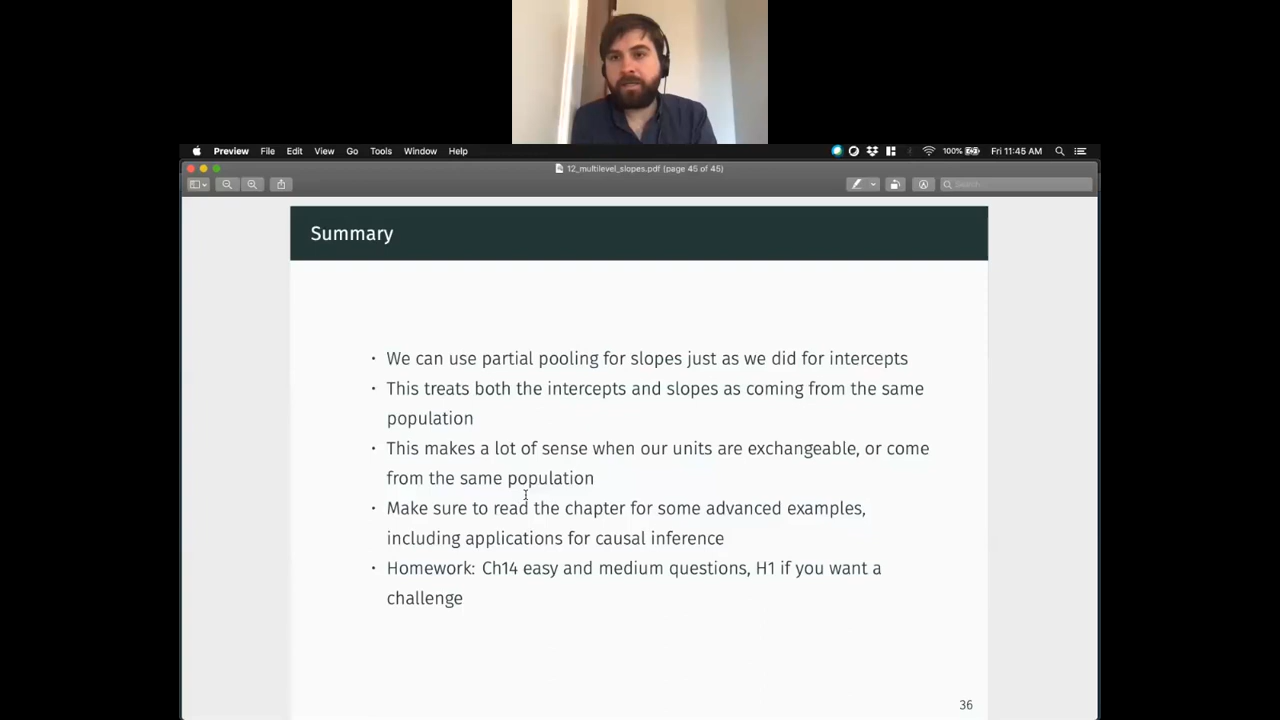 Preview File Edit View Go Tools Window Help 100% Fri 11:45 AM
12_multilevel_slopes.pdf (page 45 of 45)
Search
Summary
· We can use partial pooling for slopes just as we did for intercepts
· This treats both the intercepts and slopes as coming from the same
population
· This makes a lot of sense when our units are exchangeable, or come
from the same population
· Make sure to read the chapter for some advanced examples,
including applications for causal inference
· Homework: Ch14 easy and medium questions, H1 if you want a
challenge
36